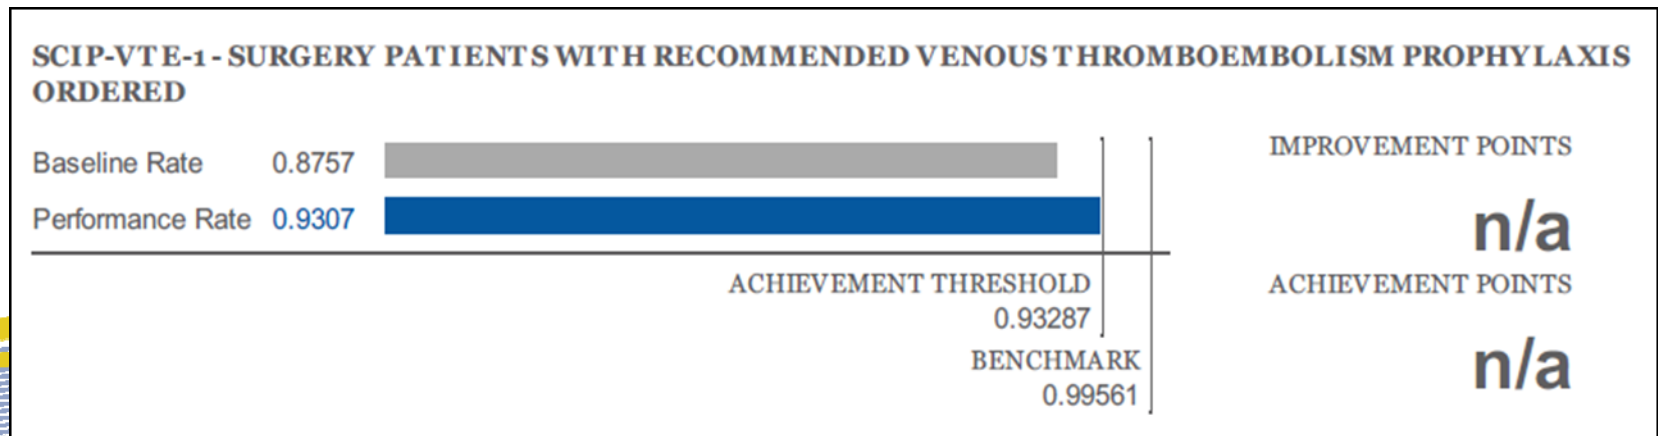 SCIP-VTE-1 - SURGERY PATIENTS WITH RECOMMENDED VENOUS THROMBOEMBOLISM PROPHYLAXIS
ORDERED
Baseline Rate 0.8757
Performance Rate 0.9307
IMPROVEMENT POINTS
n/a
ACHIEVEMENT THRESHOLD
0.93287
BENCHMARK
0.99561
ACHIEVEMENT POINTS
n/a